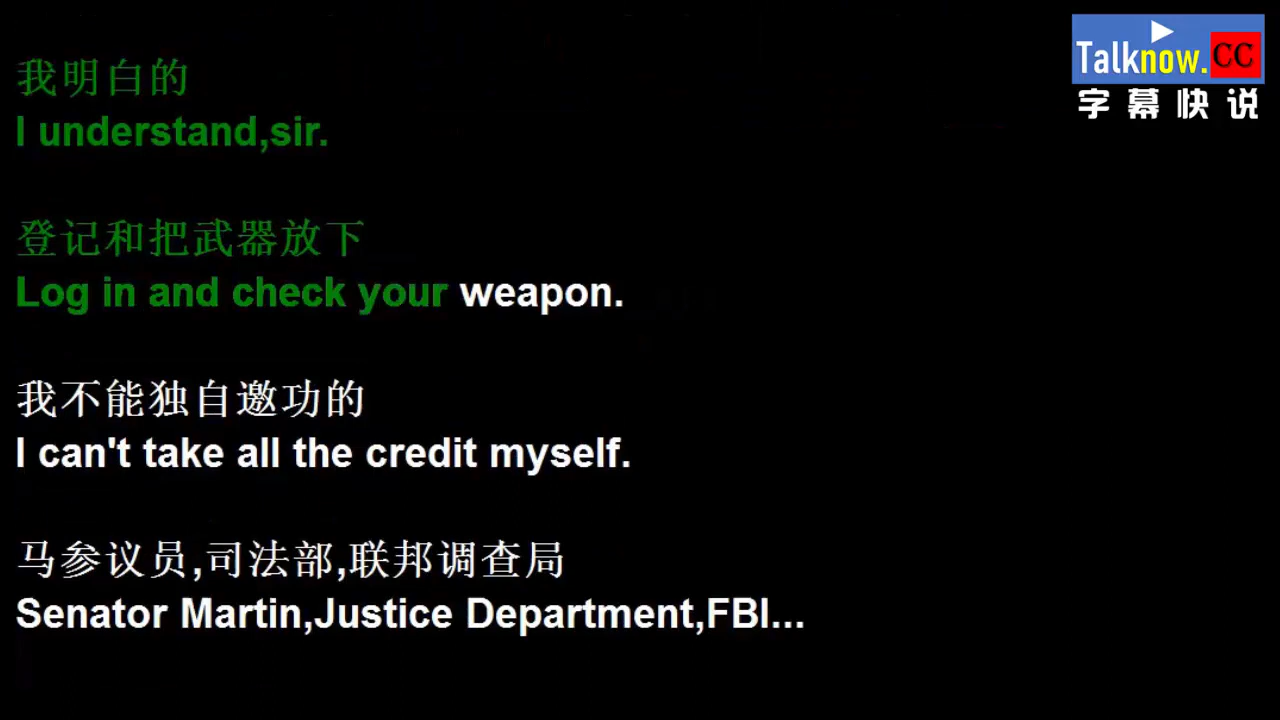 Talknow.CC
字幕快说
我明白的
I understand,sir.
登记和把武器放下
Log in and check your weapon.
我不能独自邀功的
I can't take all the credit myself.
马参议员,司法部,联邦调查局
Senator Martin,Justice Department,FBI...